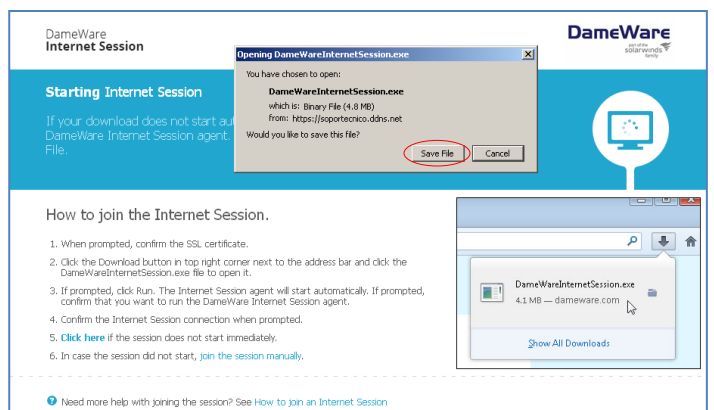 DameWare
Internet Session
DameWare
part of the
solarwinds
family
Opening DameWareInternetSession.exe
You have chosen to open:
DameWareInternetSession.exe
which is: Binary File (4.8 MB)
from: https://soportecnico.ddns.net
Would you like to save this file?
Save File
Cancel
Starting Internet Session
If your download does not start
DameWare Internet Session agent.
File.
How to join the Internet Session.
1. When prompted, confirm the SSL certificate.
2. Click the Download button in top right corner next to the address bar and click the
DameWareInternetSession.exe file to open it.
3. If prompted, click Run. The Internet Session agent will start automatically. If prompted,
confirm that you want to run the DameWare Internet Session agent.
4. Confirm the Internet Session connection when prompted.
5. Click here if the session does not start immediately.
6. In case the session did not start, join the session manually.
DameWareInternetSession.exe
4.1 MB — dameware.com
Show All Downloads
Need more help with joining the session? See How to join an Internet Session